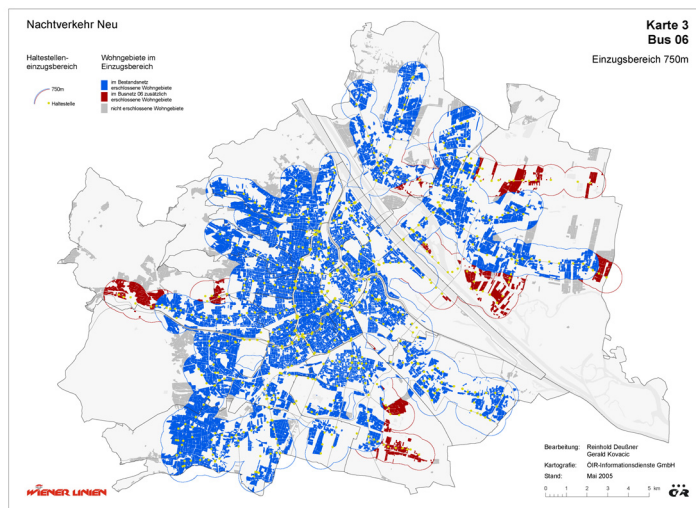 Nachtverkehr Neu
Karte 3
Bus 06
Einzugsbereich 750m
Haltestellen-
einzugsbereich
750m
Haltestelle
Wohngebiete im
Einzugsbereich
im Bestandsnetz
erschlossene Wohngebiete
im Busnetz 06 zusätzlich
erschlossene Wohngebiete
nicht erschlossene Wohngebiete
Bearbeitung: Reinhold Deußner
Gerald Kovacic
Kartografie: ÖIR-Informationsdienste GmbH
Stand: Mai 2005
0 1 2 3 4 5 km
WIENER LINIEN
ÖIR